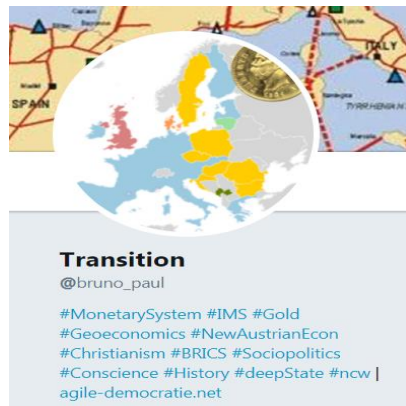 SPAIN
ITALY
TYRRHENIAN
Transition
@bruno_paul
#MonetarySystem #IMS #Gold
#Geoeconomics #NewAustrianEcon
#Christianism #BRICS #Sociopolitics
#Conscience #History #deepState #ncw |
agile-democratie.net